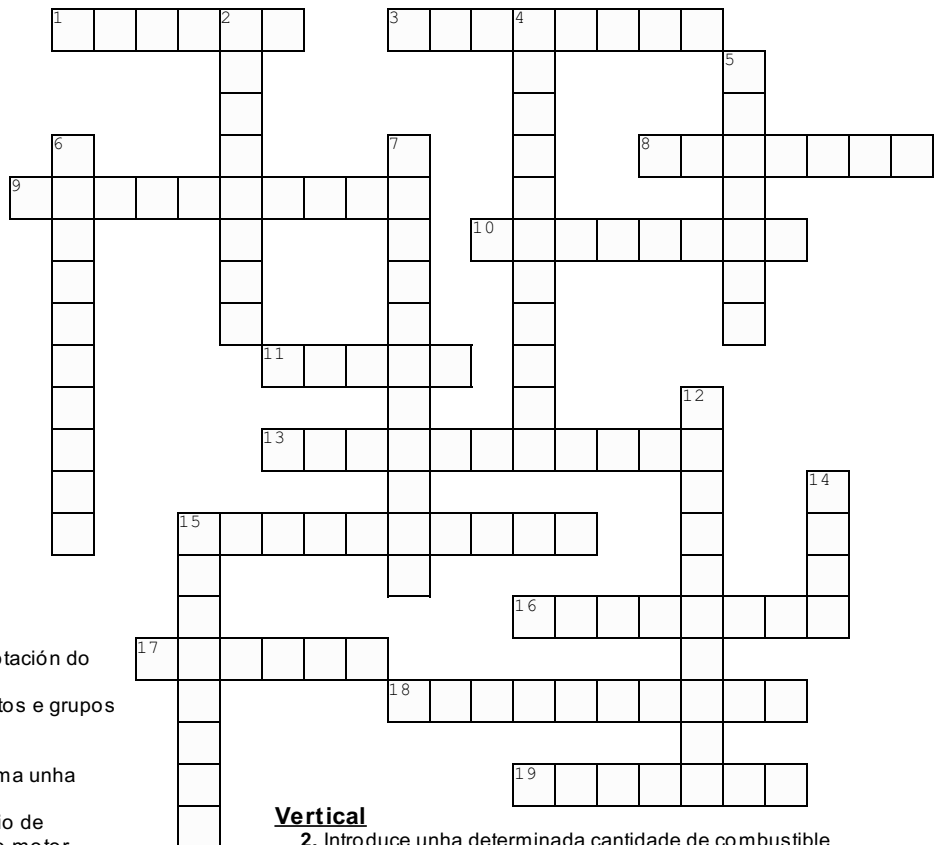 1 2 3 4
5
6 7 8
9
10
11
12
13
14
15
16
otación do
17
tos e grupos
18
ma unha
19
io de
Vertical
2. Introduce unha determinada cantidade de combustible